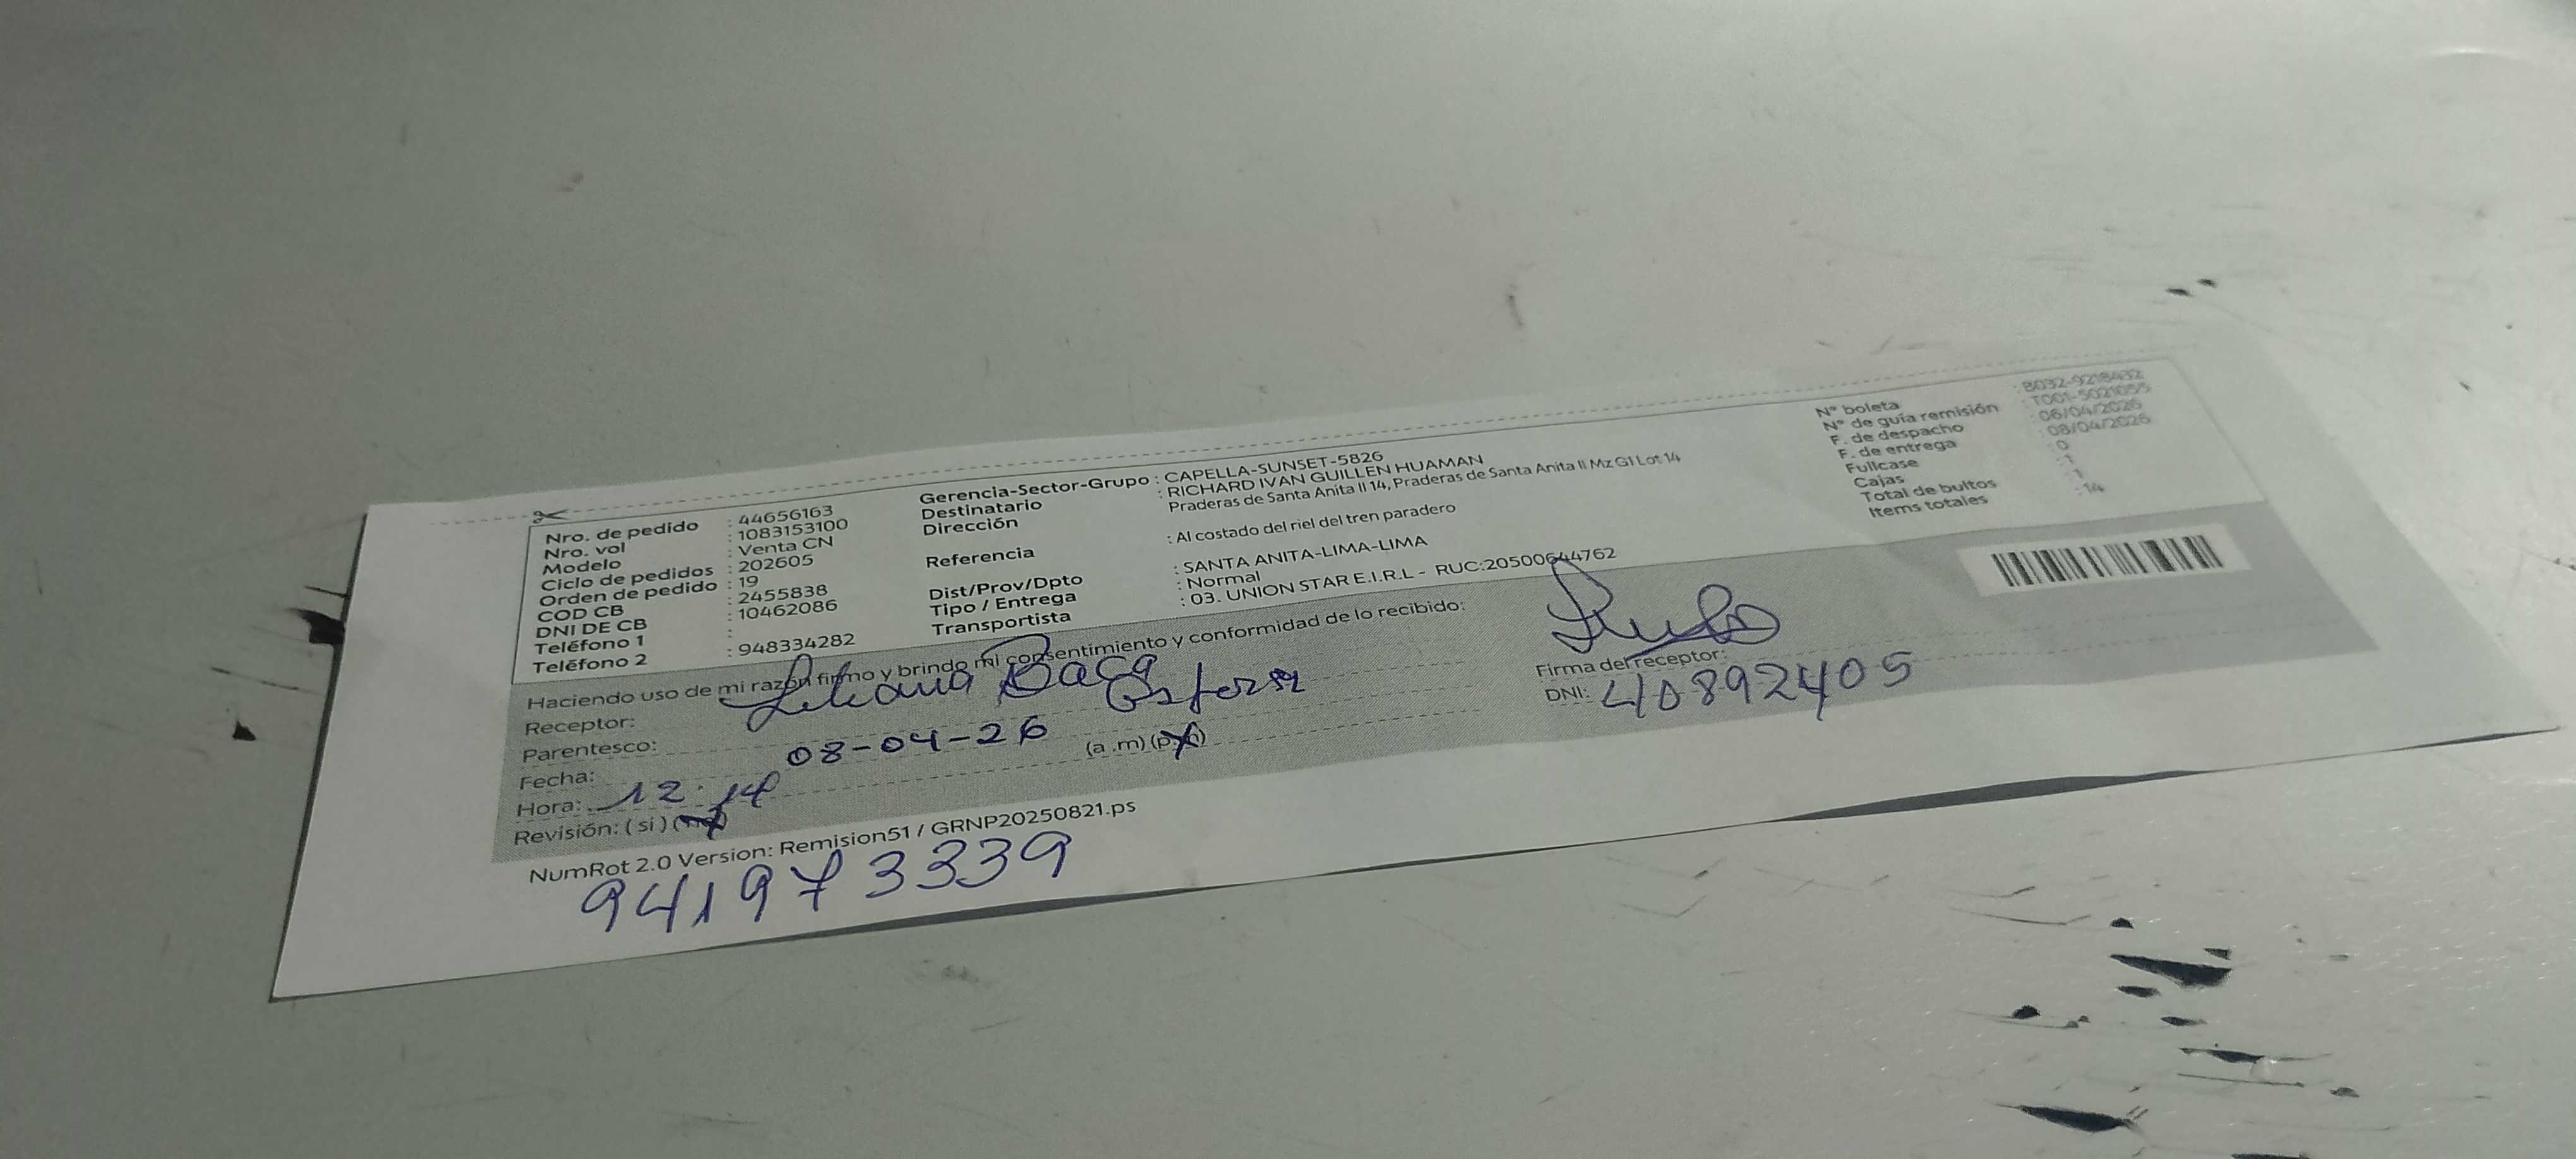 Nro. de pedido : 44656163
Nro. vol : 1083153100
Modelo : Venta CN
Ciclo de pedidos : 202605
Orden de pedido : 19
COD CB : 2455838
DNI DE CB : 10462086
Teléfono 1 :
Teléfono 2 : 948334282
Gerencia-Sector-Grupo : CAPELLA-SUNSET-5826
Destinatario : RICHARD IVAN GUILLEN HUAMAN
Dirección Praderas de Santa Anita II 14, Praderas de Santa Anita II Mz G1 Lot 14
Referencia : Al costado del riel del tren paradero
Dist/Prov/Dpto : SANTA ANITA-LIMA-LIMA
Tipo / Entrega : Normal
Transportista : 03. UNION STAR E.I.R.L - RUC:20500644762
N° boleta : B032-9218432
N° de guía remisión : T001-5021055
F. de despacho : 06/04/2026
F. de entrega : 08/04/2026
Fullcase : 0
Cajas : 1
Total de bultos : 1
Items totales : 14
Haciendo uso de mi razón firmo y brindo mi consentimiento y conformidad de lo recibido:
Receptor: Liliana Baca
Parentesco:
Fecha: 08-04-26
Hora: 12:14 (a.m) (p.m)
Revisión: ( si ) (no)
Firma del receptor:
DNI: 40892405
NumRot 2.0 Version: Remision51 / GRNP20250821.ps
941973339